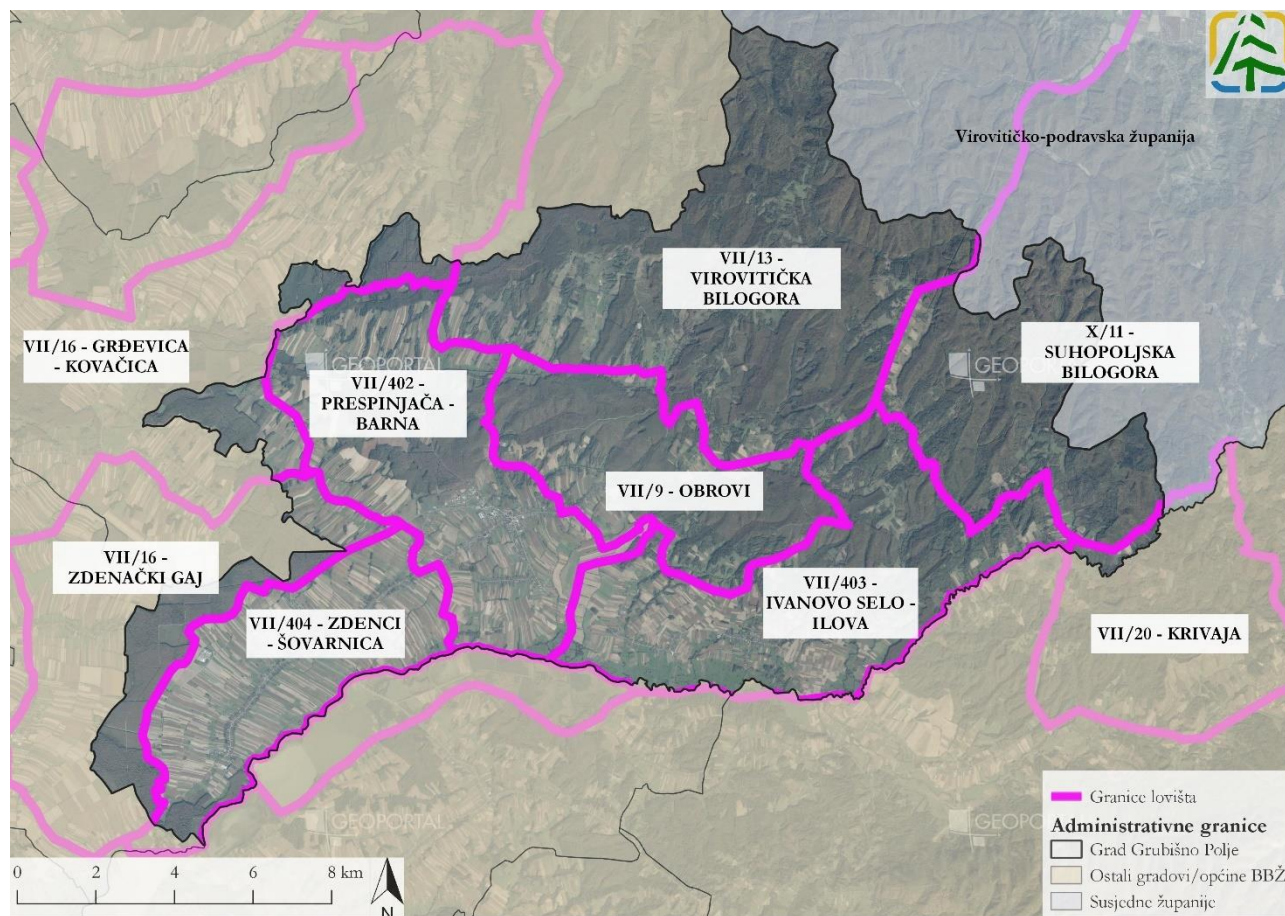 Virovitičko-podravska županija
VII/13 -
VIROVITIČKA
BILOGORA
X/11 -
SUHOPOLJSKA
BILOGORA
VII/16 - GRĐEVICA
- KOVAČICA
GEOPORTAL
GEOPORTAL
GEOPO
VII/402 -
PRESPINJAČA -
BARNA
VII/9 - OBROVI
VII/16 -
ZDENAČKI GAJ
VII/404 - ZDENCI
- ŠOVARNICA
VII/403 -
IVANOVO SELO -
ILOVA
VII/20 - KRIVAJA
GEOPORTAL
GEOPORTAL
GEOPO
0 2 4 8 km
N
Granice lovišta
Administrativne granice
Grad Grubišno Polje
Ostali gradovi/općine BBŽ
Susjedne županije